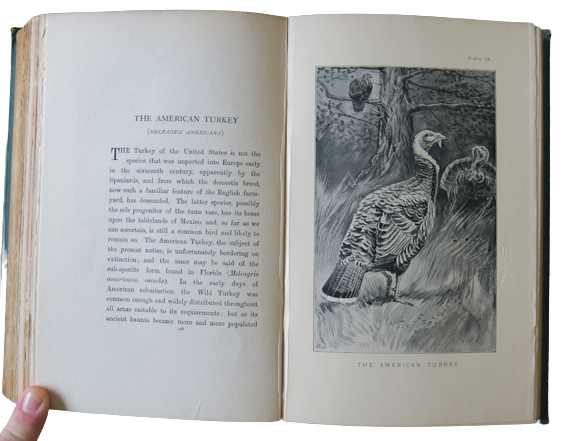 THE AMERICAN TURKEY
(MELEAGRIS AMERICANA)
THE Turkey of the United States is not the
species that was imported into Europe early
in the sixteenth century, apparently by the
Spaniards, and from which the domestic breed,
now such a familiar feature of the English farm-
yard, has descended. The latter species, possibly
the sole progenitor of the tame race, has its home
upon the tablelands of Mexico, and, so far as we
can ascertain, is still a common bird and likely to
remain so. The American Turkey, the subject of
the present notice, is unfortunately bordering on
extinction; and the same may be said of the
sub-specific form found in Florida (Meleagris
americana osceola). In the early days of
American colonisation, the Wild Turkey was
common enough and widely distributed throughout
all areas suitable to its requirements; but as its
ancient haunts became more and more populated
PLATE
THE AMERICAN TURKEY